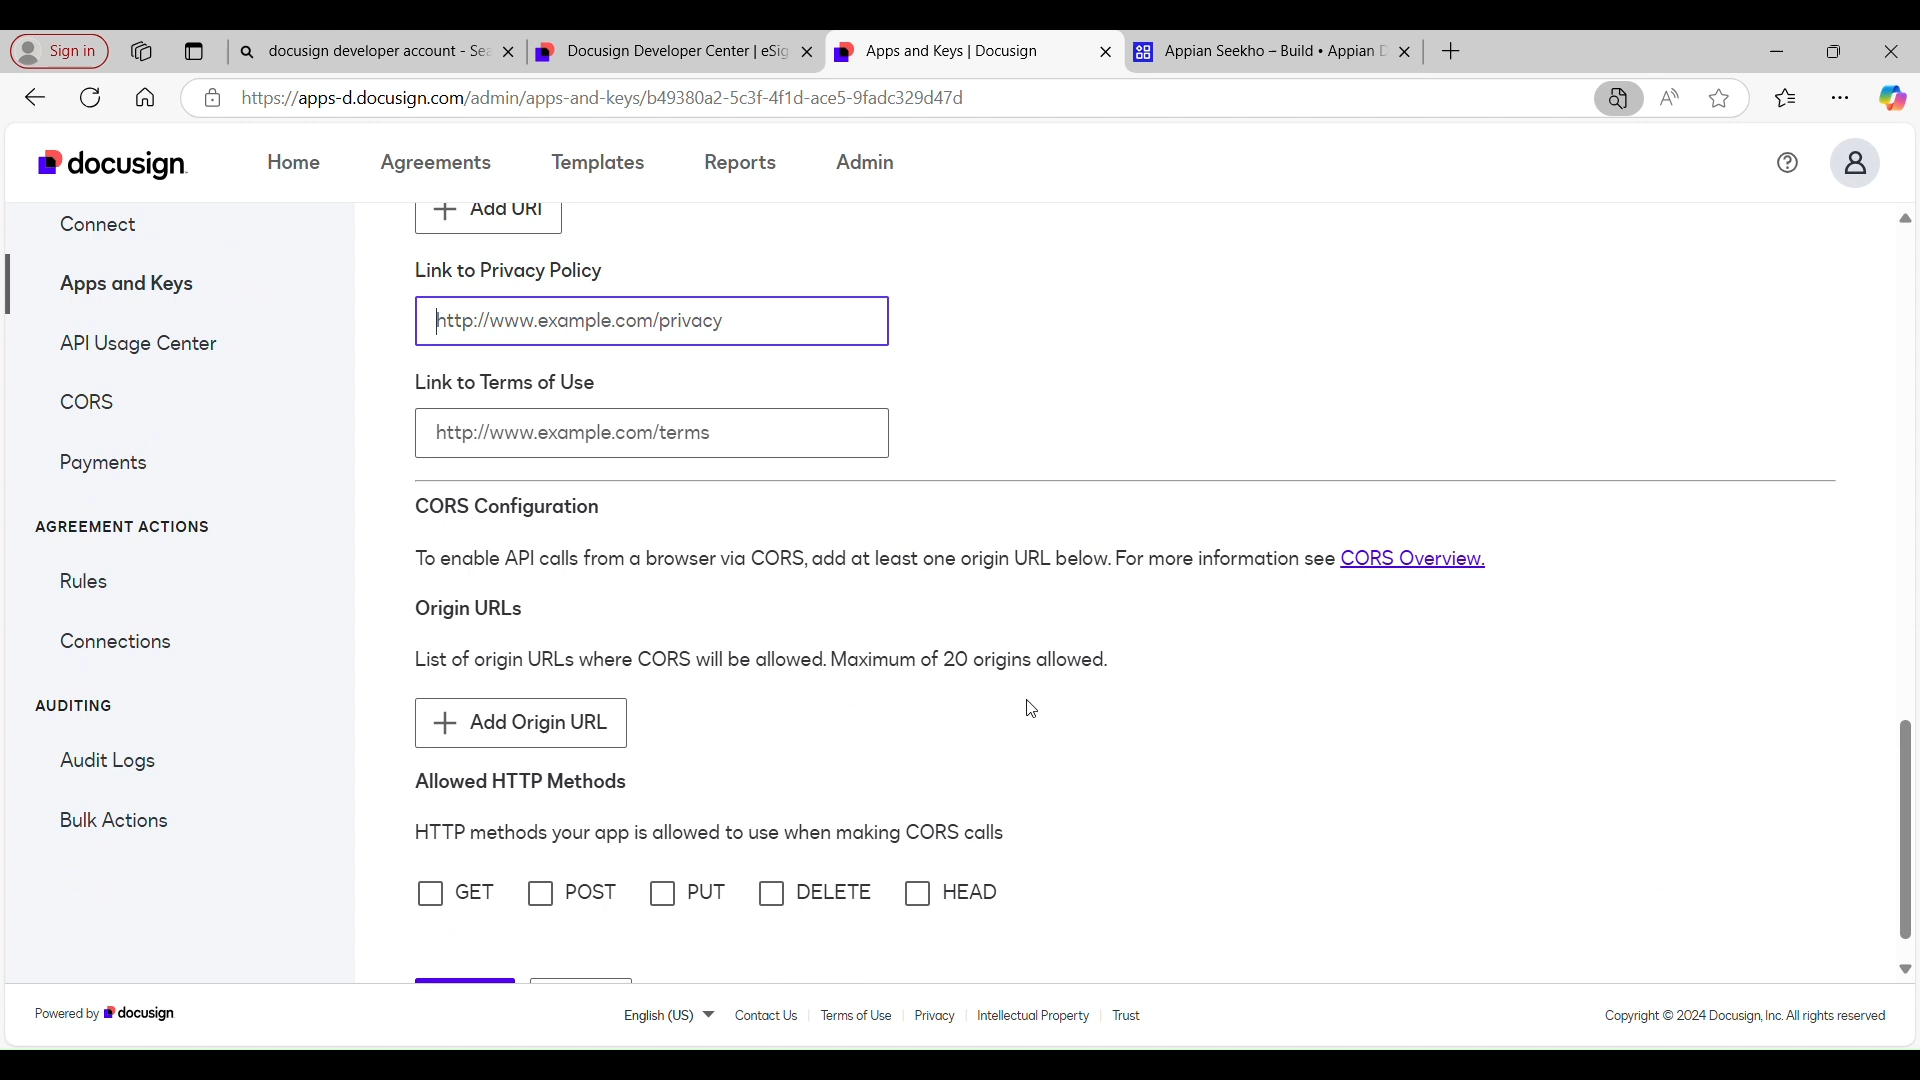 Sign in
docusign developer account - Sea
Docusign Developer Center | eSig
Apps and Keys | Docusign
Appian Seekho – Build • Appian D
https://apps-d.docusign.com/admin/apps-and-keys/b49380a2-5c3f-4f1d-ace5-9fadc329d47d
docusign
Home
Agreements
Templates
Reports
Admin
Connect
Apps and Keys
API Usage Center
CORS
Payments
AGREEMENT ACTIONS
Rules
Connections
AUDITING
Audit Logs
Bulk Actions
Add URI
Link to Privacy Policy
http://www.example.com/privacy
Link to Terms of Use
http://www.example.com/terms
CORS Configuration
To enable API calls from a browser via CORS, add at least one origin URL below. For more information see CORS Overview.
Origin URLs
List of origin URLs where CORS will be allowed. Maximum of 20 origins allowed.
Add Origin URL
Allowed HTTP Methods
HTTP methods your app is allowed to use when making CORS calls
GET
POST
PUT
DELETE
HEAD
Powered by docusign
English (US)
Contact Us
Terms of Use
Privacy
Intellectual Property
Trust
Copyright © 2024 Docusign, Inc. All rights reserved